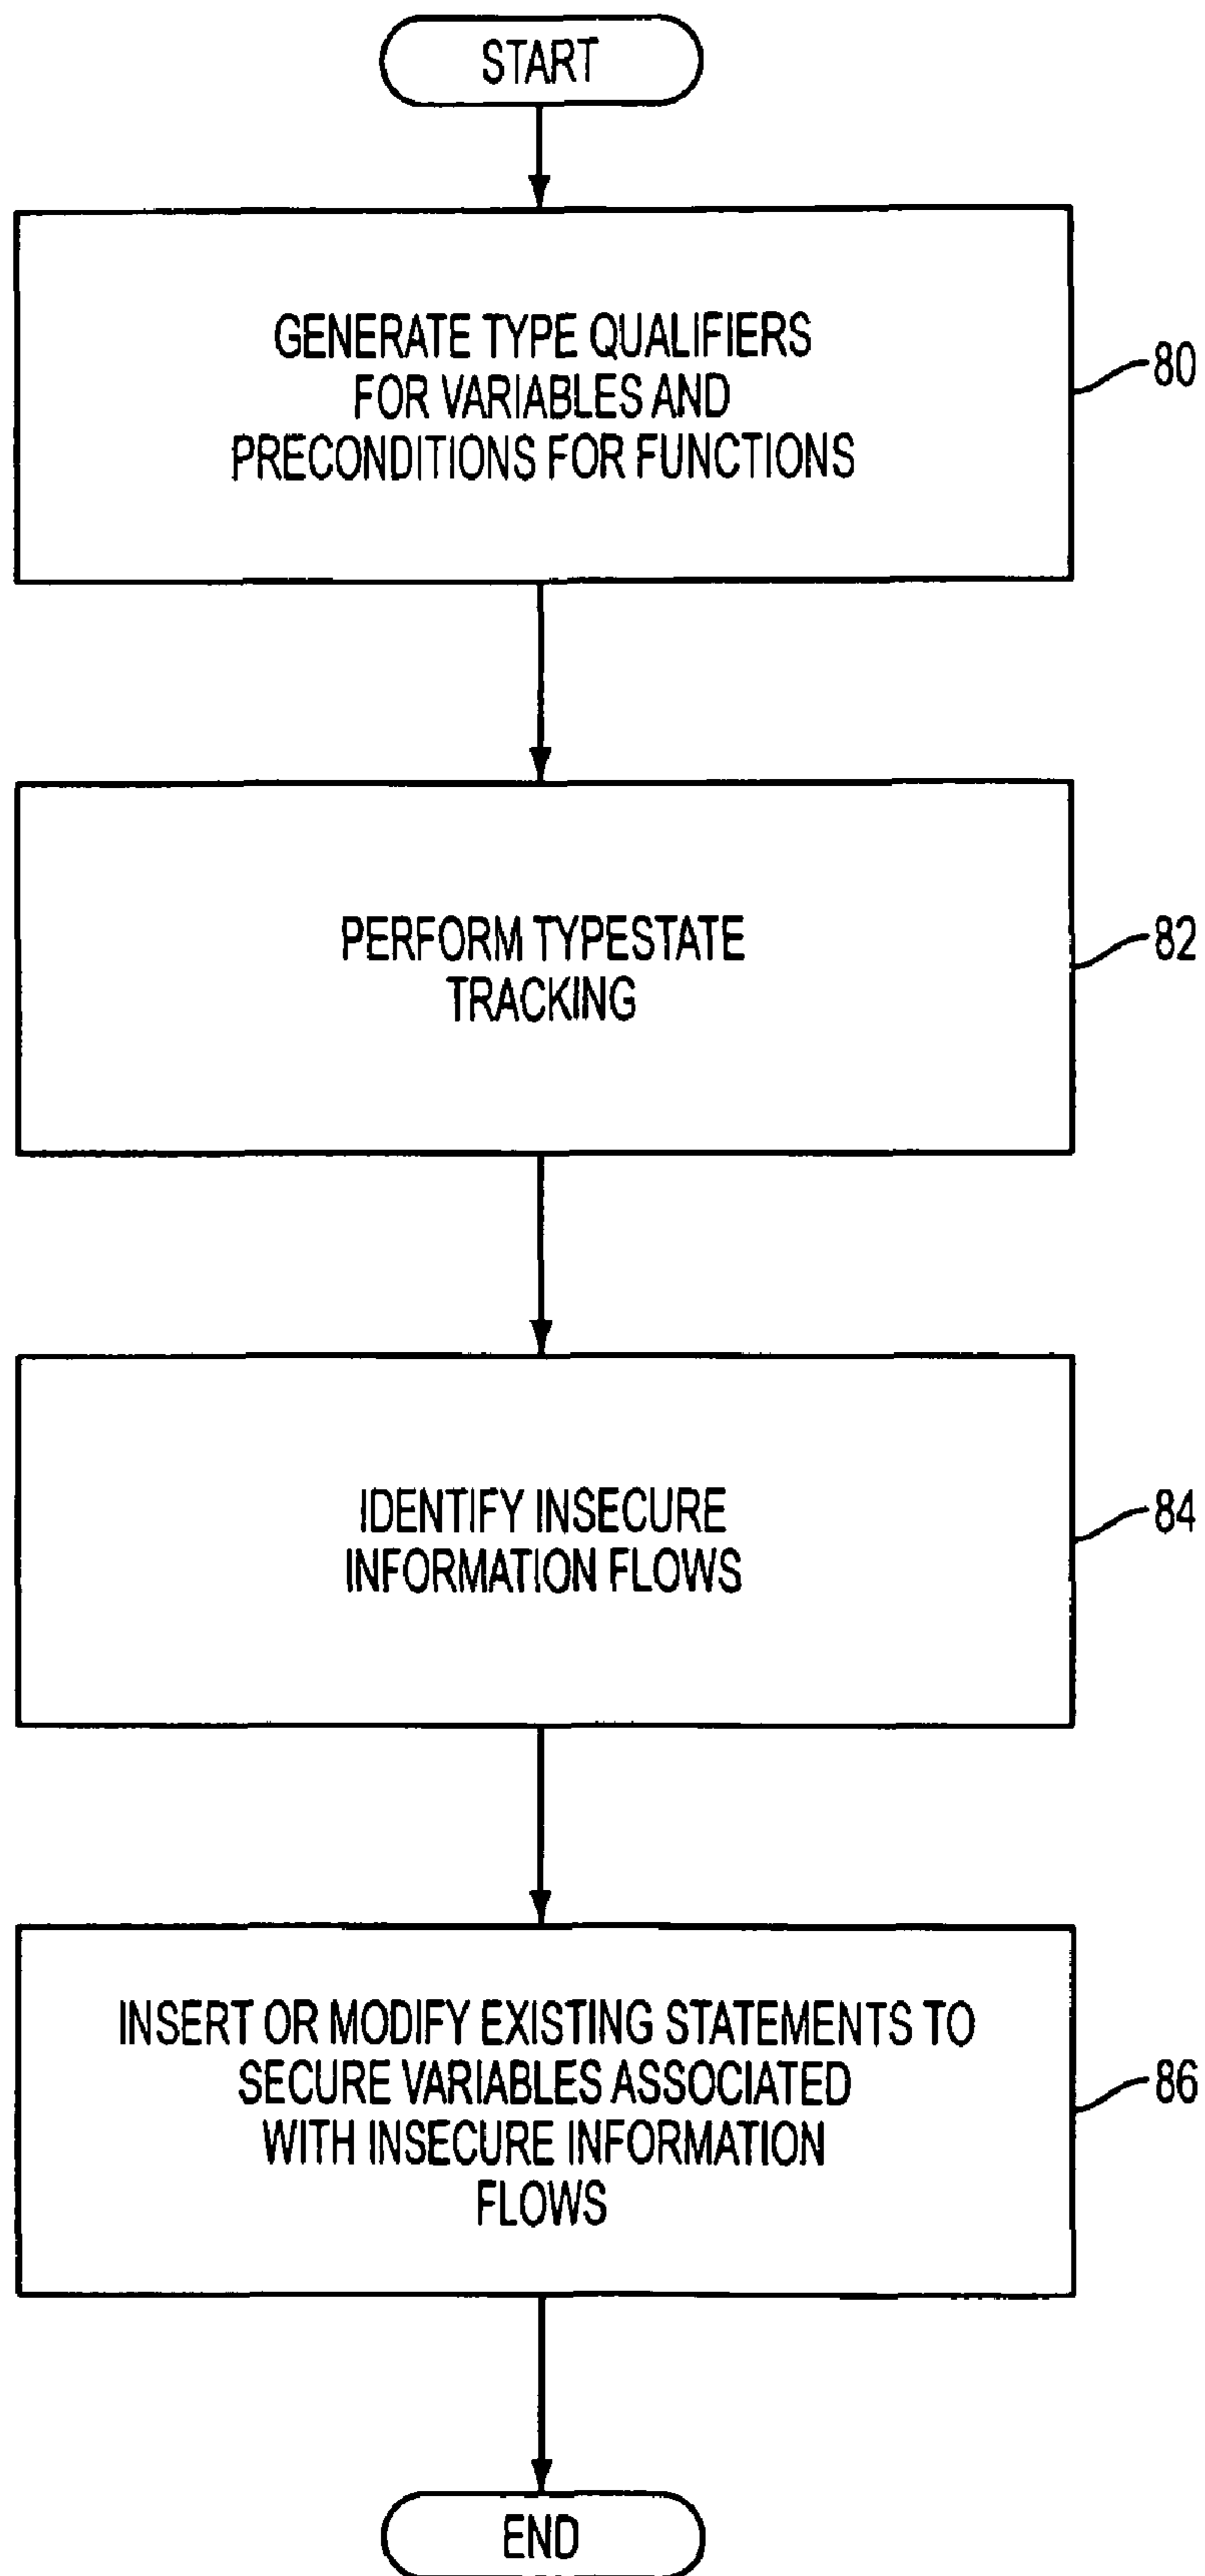 START
GENERATE TYPE QUALIFIERS
FOR VARIABLES AND
PRECONDITIONS FOR FUNCTIONS
80
PERFORM TYPESTATE
TRACKING
82
IDENTIFY INSECURE
INFORMATION FLOWS
84
INSERT OR MODIFY EXISTING STATEMENTS TO
SECURE VARIABLES ASSOCIATED
WITH INSECURE INFORMATION
FLOWS
86
END